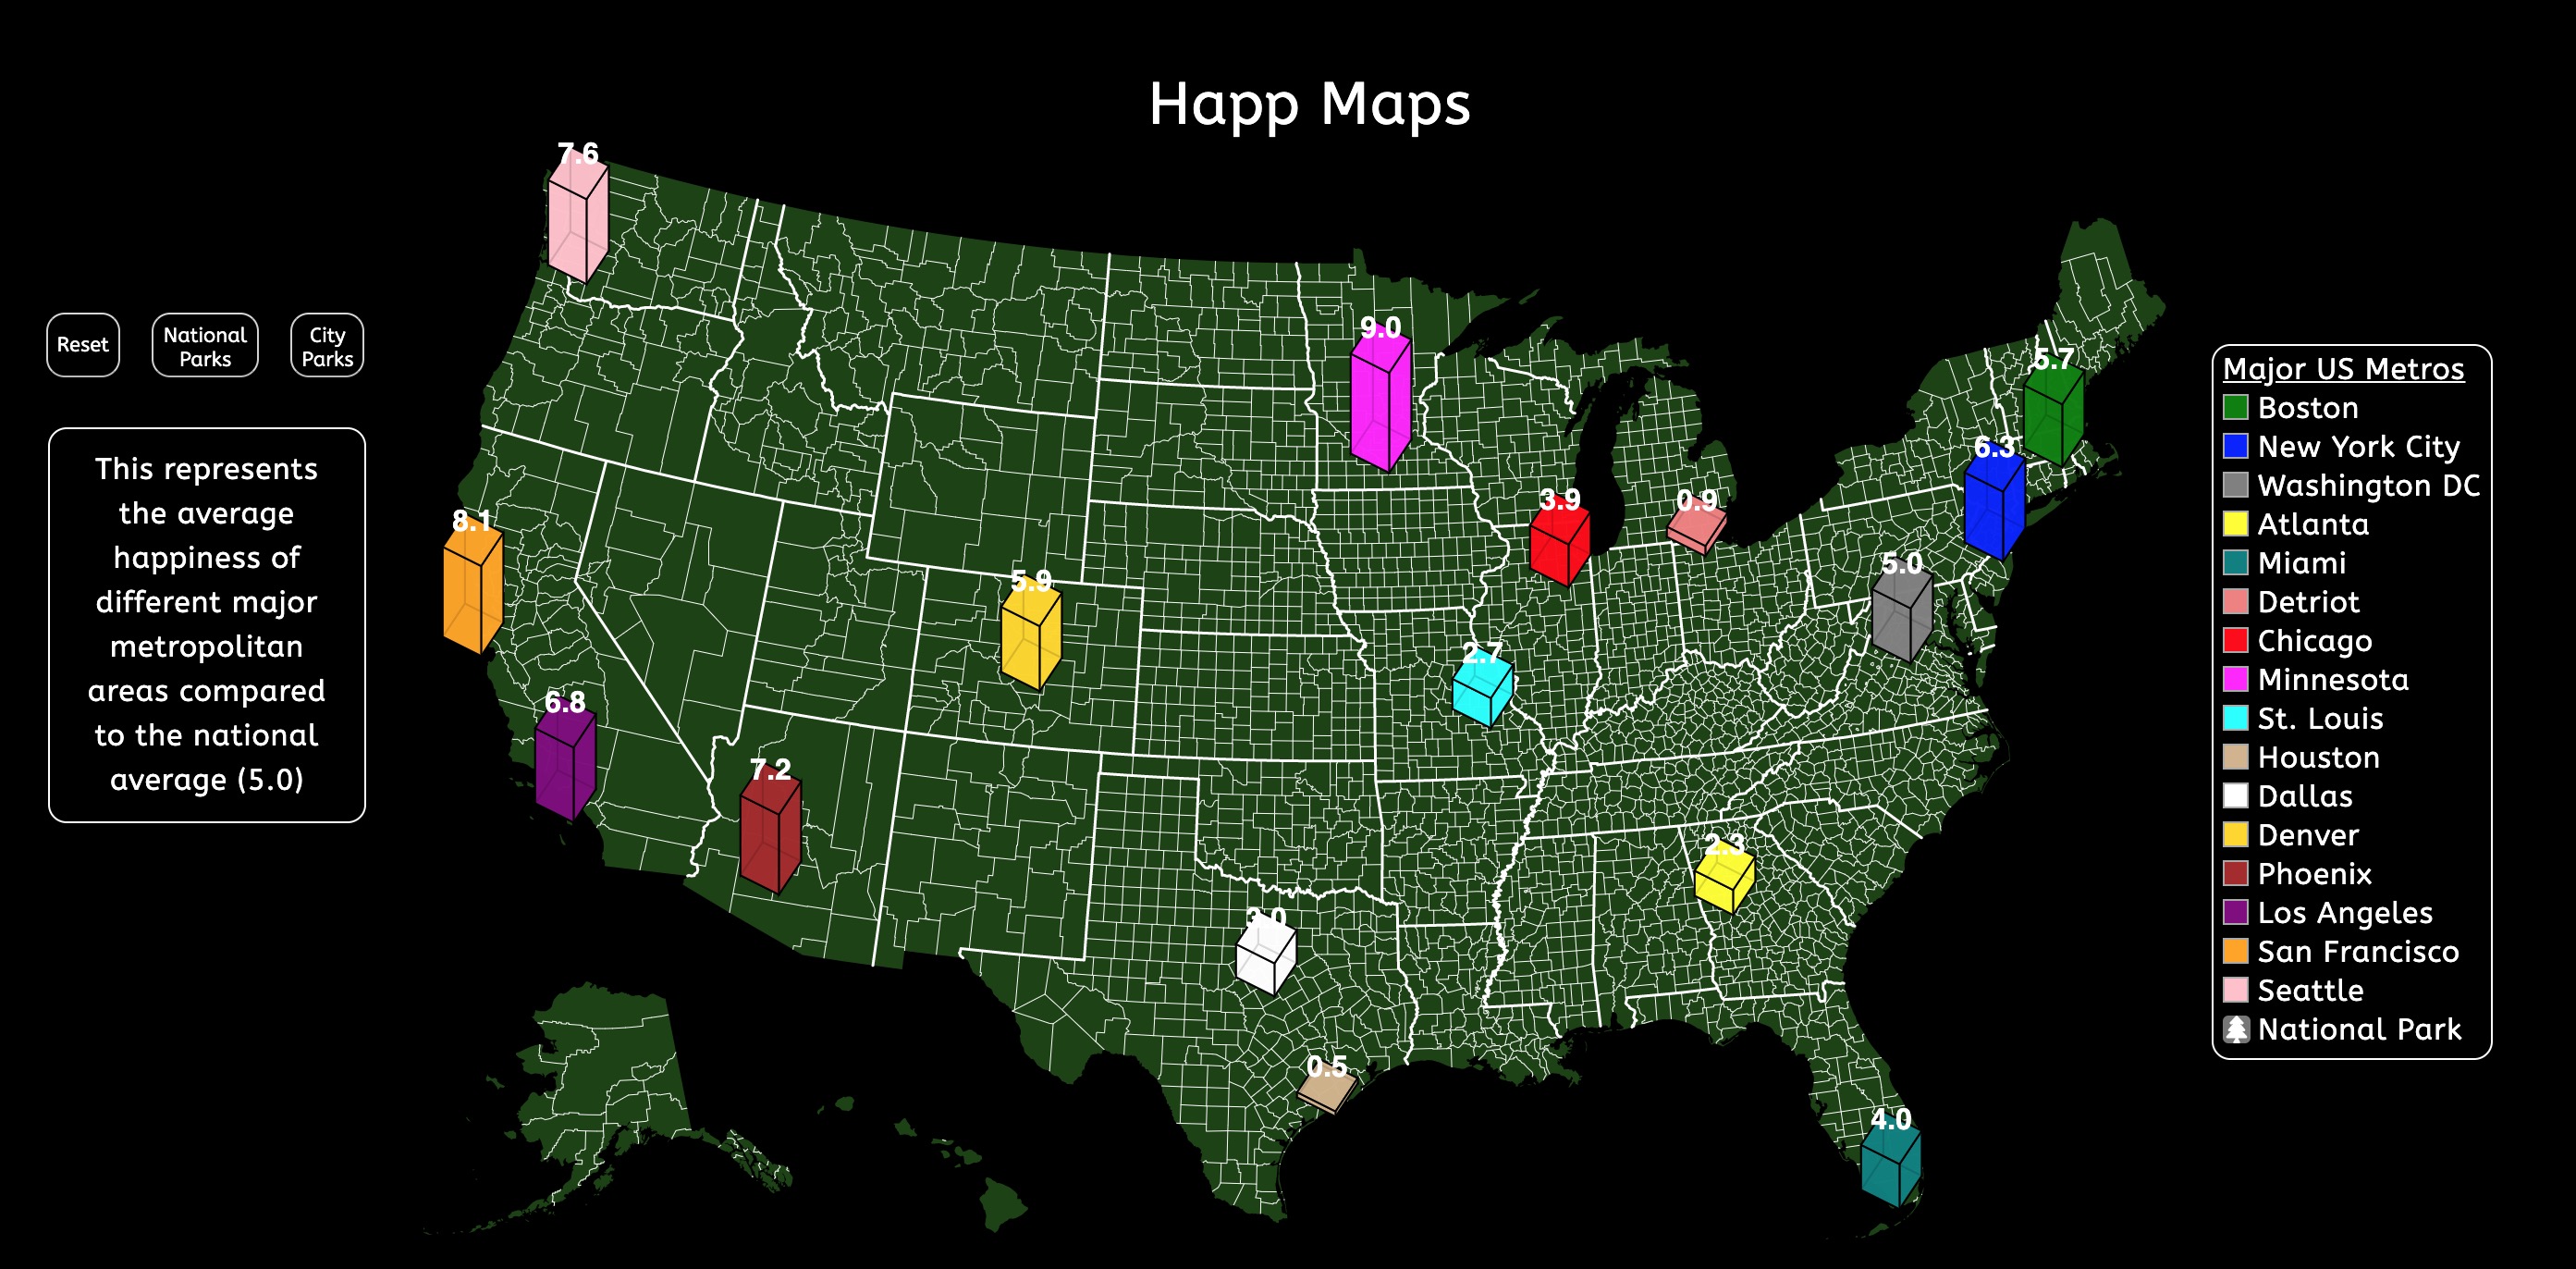 Happ Maps
7.6
9.0
5.7
6.3
8.1
3.9
0.9
5.0
5.9
2.7
6.8
7.2
2.3
3.0
0.5
4.0
Reset
National
Parks
City
Parks
This represents
the average
happiness of
different major
metropolitan
areas compared
to the national
average (5.0)
Major US Metros
Boston
New York City
Washington DC
Atlanta
Miami
Detriot
Chicago
Minnesota
St. Louis
Houston
Dallas
Denver
Phoenix
Los Angeles
San Francisco
Seattle
National Park